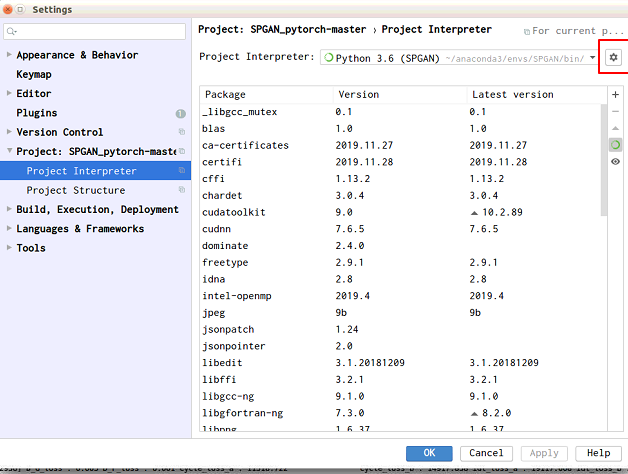 Settings
Project: SPGAN_pytorch-master › Project Interpreter
For current p...
Project Interpreter: Python 3.6 (SPGAN) ~/anaconda3/envs/SPGAN/bin/
Appearance & Behavior
Keymap
Editor
Plugins 1
Version Control
Project: SPGAN_pytorch-maste
Project Interpreter
Project Structure
Build, Execution, Deployment
Languages & Frameworks
Tools
Package Version Latest version
_libgcc_mutex 0.1 0.1
blas 1.0 1.0
ca-certificates 2019.11.27 2019.11.27
certifi 2019.11.28 2019.11.28
cffi 1.13.2 1.13.2
chardet 3.0.4 3.0.4
cudatoolkit 9.0 10.2.89
cudnn 7.6.5 7.6.5
dominate 2.4.0
freetype 2.9.1 2.9.1
idna 2.8 2.8
intel-openmp 2019.4 2019.4
jpeg 9b 9b
jsonpatch 1.24
jsonpointer 2.0
libedit 3.1.20181209 3.1.20181209
libffi 3.2.1 3.2.1
libgcc-ng 9.1.0 9.1.0
libgfortran-ng 7.3.0 8.2.0
libpng 1.6.37 1.6.37
OK Cancel Apply Help